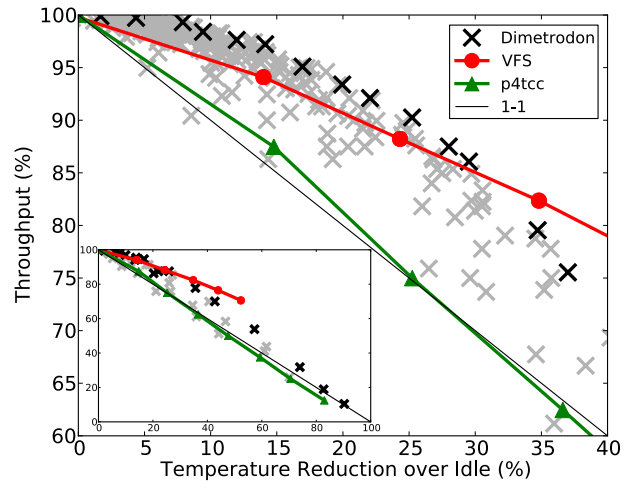 100
95
90
85
80
75
70
65
60
Throughput (%)
Dimetrodon
VFS
p4tcc
1-1
100
80
60
40
20
0
0 20 40 60 80 100
0 5 10 15 20 25 30 35 40
Temperature Reduction over Idle (%)